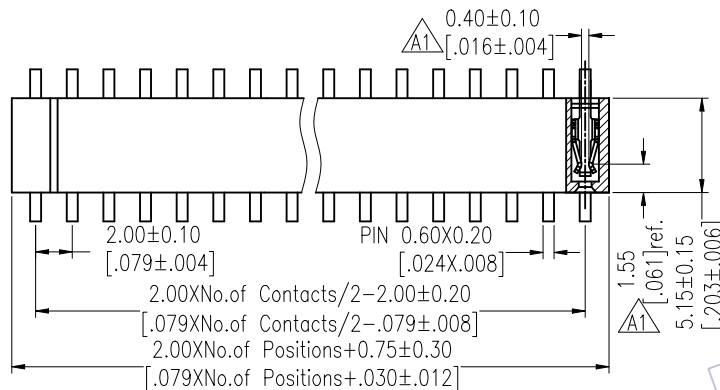 0.40±0.10
A1
[.016±.004]
2.00±0.10
[.079±.004]
PIN 0.60X0.20
[.024X.008]
1.55
[.061]ref.
A1
5.15±0.15
[.203±.006]
2.00XNo.of Contacts/2-2.00±0.20
[.079XNo.of Contacts/2-.079±.008]
2.00XNo.of Positions+0.75±0.30
[.079XNo.of Positions+.030±.012]